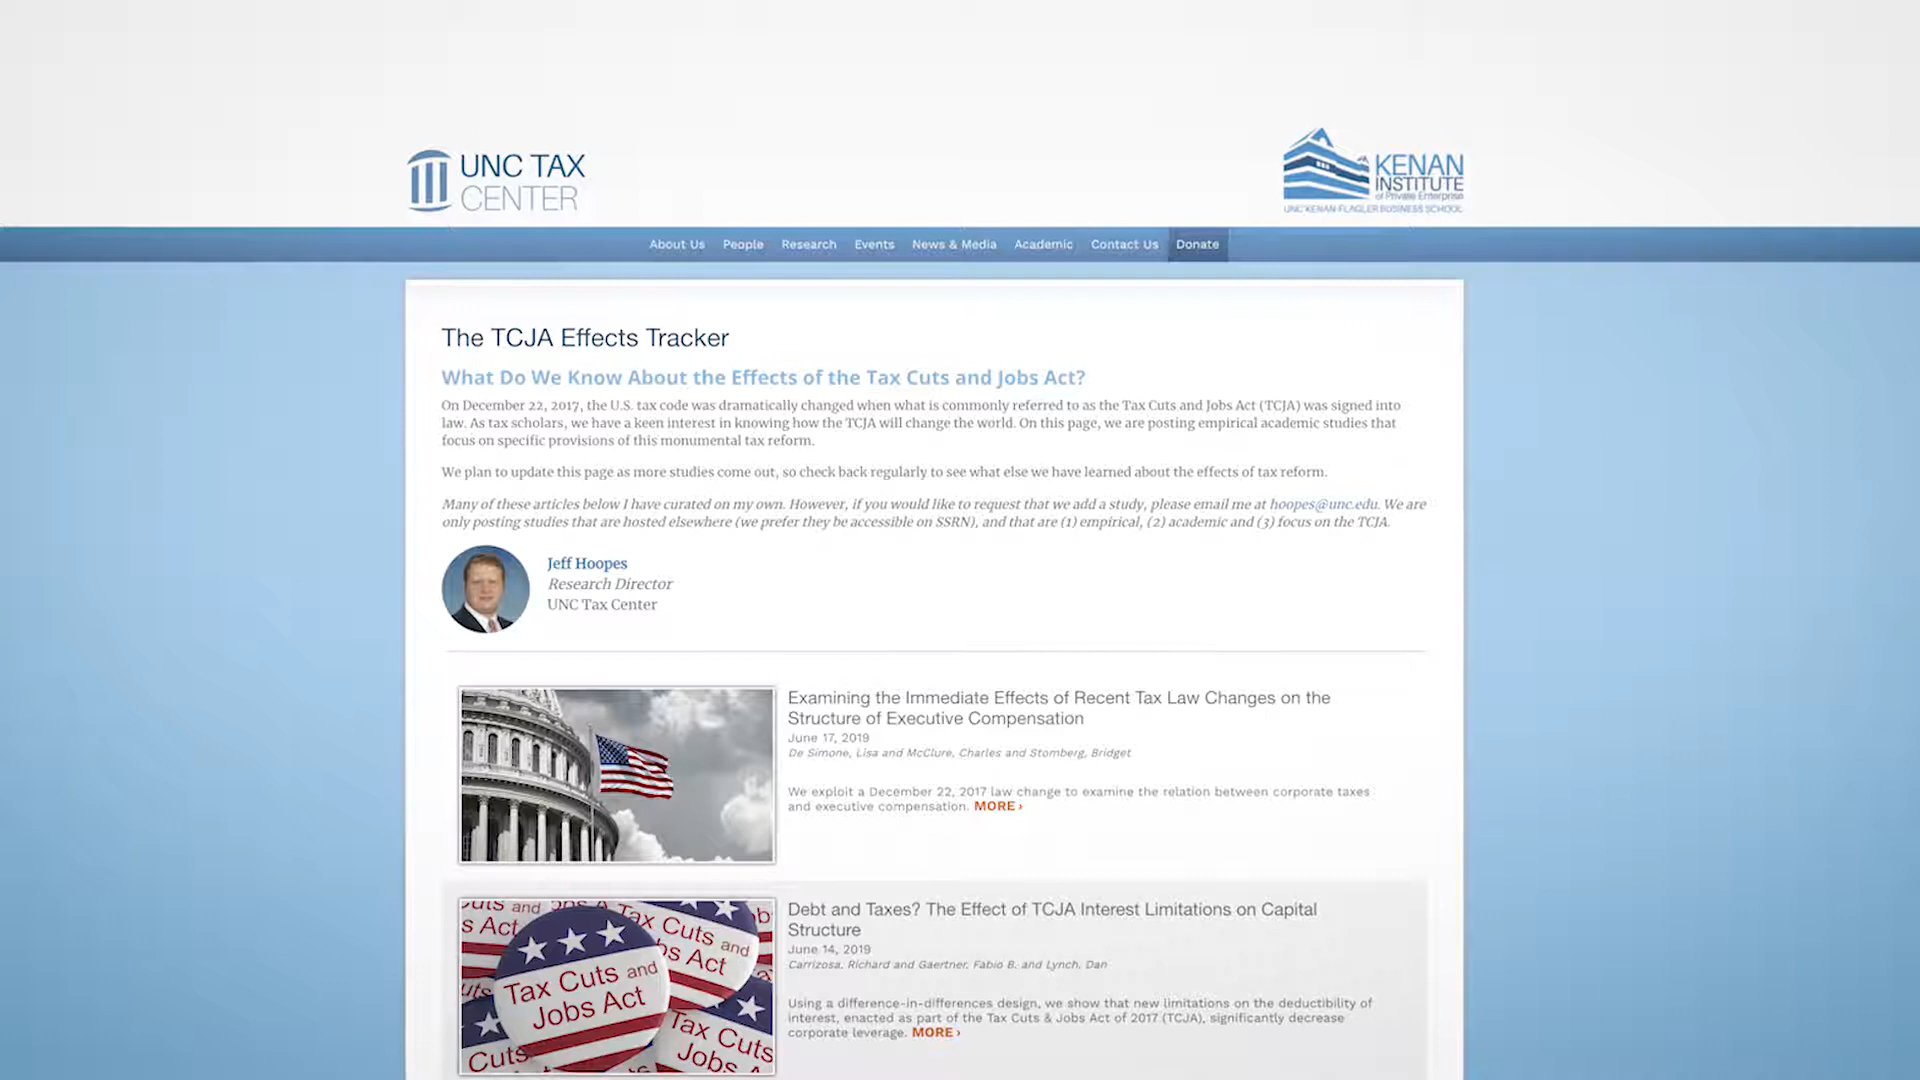 UNC TAX
CENTER
KENAN
INSTITUTE
of Private Enterprise
UNC KENAN-FLAGLER BUSINESS SCHOOL
About Us People Research Events News & Media Academic Contact Us Donate
The TCJA Effects Tracker
What Do We Know About the Effects of the Tax Cuts and Jobs Act?
On December 22, 2017, the U.S. tax code was dramatically changed when what is commonly referred to as the Tax Cuts and Jobs Act (TCJA) was signed into
law. As tax scholars, we have a keen interest in knowing how the TCJA will change the world. On this page, we are posting empirical academic studies that
focus on specific provisions of this monumental tax reform.
We plan to update this page as more studies come out, so check back regularly to see what else we have learned about the effects of tax reform.
Many of these articles below I have curated on my own. However, if you would like to request that we add a study, please email me at hoopes@unc.edu. We are
only posting studies that are hosted elsewhere (we prefer they be accessible on SSRN), and that are (1) empirical, (2) academic and (3) focus on the TCJA.
Jeff Hoopes
Research Director
UNC Tax Center
Examining the Immediate Effects of Recent Tax Law Changes on the
Structure of Executive Compensation
June 17, 2019
De Simone, Lisa and McClure, Charles and Stomberg, Bridget
We exploit a December 22, 2017 law change to examine the relation between corporate taxes
and executive compensation. MORE ›
Debt and Taxes? The Effect of TCJA Interest Limitations on Capital
Structure
June 14, 2019
Carrizosa, Richard and Gaertner, Fabio B. and Lynch, Dan
Using a difference-in-differences design, we show that new limitations on the deductibility of
interest, enacted as part of the Tax Cuts & Jobs Act of 2017 (TCJA), significantly decrease
corporate leverage. MORE ›
Tax Cuts and
Jobs Act
Tax Cuts and
bs Act
Tax Cuts
Jobs A
Cuts
cuts and
s Act